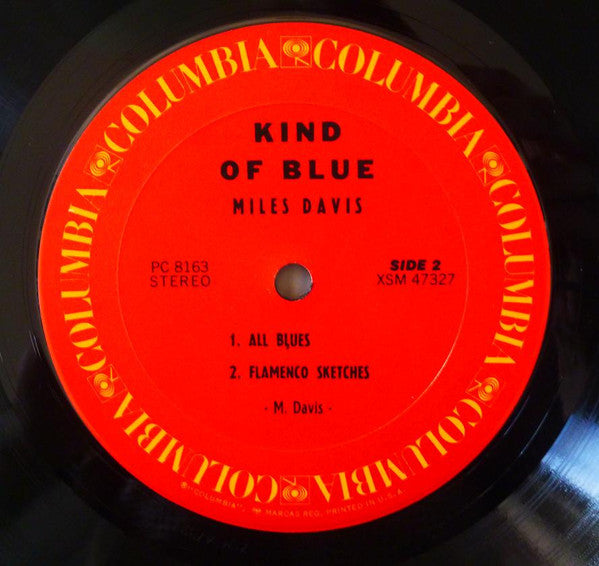 COLUMBIA COLUMBIA COLUMBIA COLUMBIA COLUMBIA COLUMBIA
KIND
OF BLUE
MILES DAVIS
PC 8163
STEREO
SIDE 2
XSM 47327
1. ALL BLUES
2. FLAMENCO SKETCHES
- M. Davis -
"COLUMBIA", MARCAS REG. PRINTED IN U.S.A.